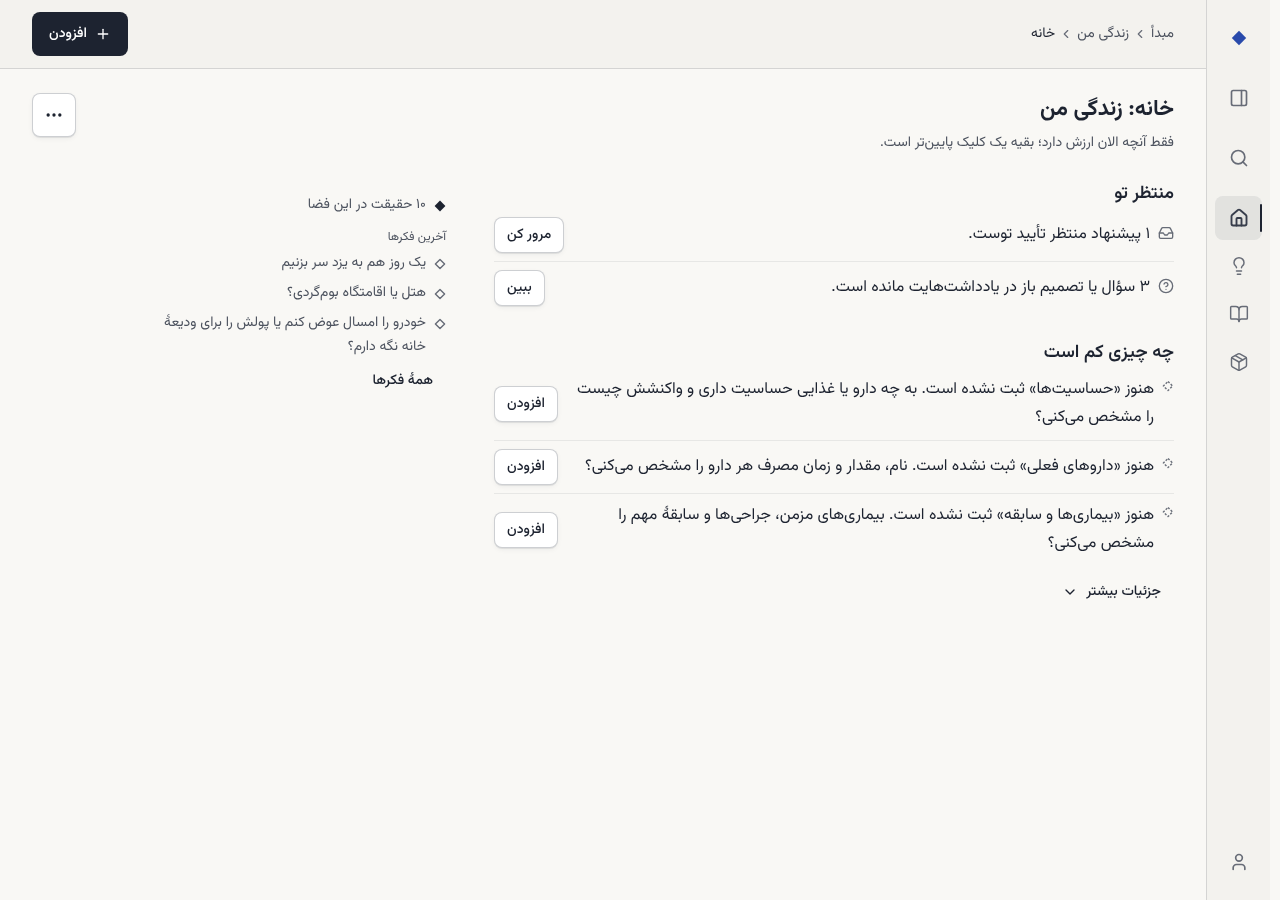 مبدأ › زندگی من › خانه
افزودن
خانه: زندگی من
فقط آنچه الان ارزش دارد؛ بقیه یک کلیک پایین‌تر است.
منتظر تو
۱ پیشنهاد منتظر تأیید توست.
مرور کن
۳ سؤال یا تصمیم باز در یادداشت‌هایت مانده است.
ببین
چه چیزی کم است
هنوز «حساسیت‌ها» ثبت نشده است. به چه دارو یا غذایی حساسیت داری و واکنشش چیست
را مشخص می‌کنی؟
افزودن
هنوز «داروهای فعلی» ثبت نشده است. نام، مقدار و زمان مصرف هر دارو را مشخص می‌کنی؟
افزودن
هنوز «بیماری‌ها و سابقه» ثبت نشده است. بیماری‌های مزمن، جراحی‌ها و سابقهٔ مهم را
مشخص می‌کنی؟
افزودن
جزئیات بیشتر
۱۰ حقیقت در این فضا
آخرین فکرها
یک روز هم به یزد سر بزنیم
هتل یا اقامتگاه بوم‌گردی؟
خودرو را امسال عوض کنم یا پولش را برای ودیعهٔ
خانه نگه دارم؟
همهٔ فکرها